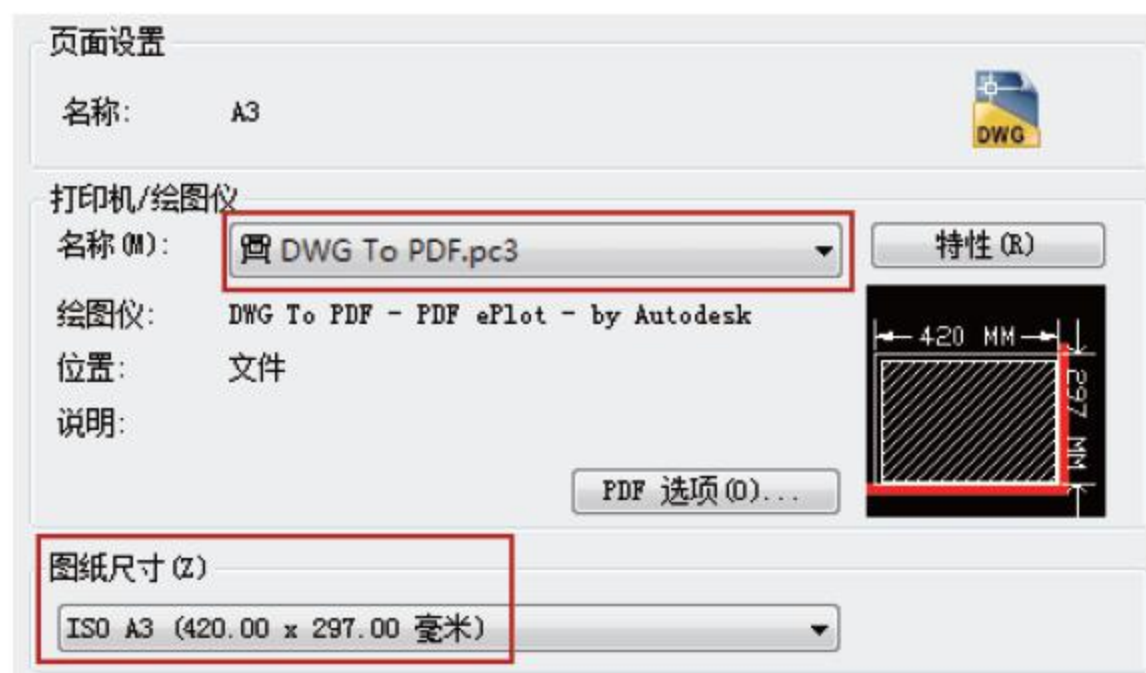 页面设置
名称: A3
DWG
打印机/绘图仪
名称(M): DWG To PDF.pc3 特性(R)
绘图仪: DWG To PDF - PDF ePlot - by Autodesk
420 MM
297 MM
位置: 文件
说明:
PDF 选项(O)...
图纸尺寸(Z)
ISO A3 (420.00 x 297.00 毫米)